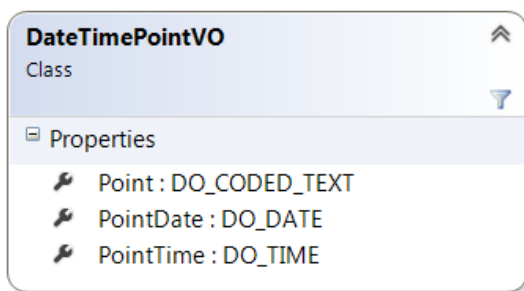 DateTimePointVO
Class
Properties
Point : DO_CODED_TEXT
PointDate : DO_DATE
PointTime : DO_TIME